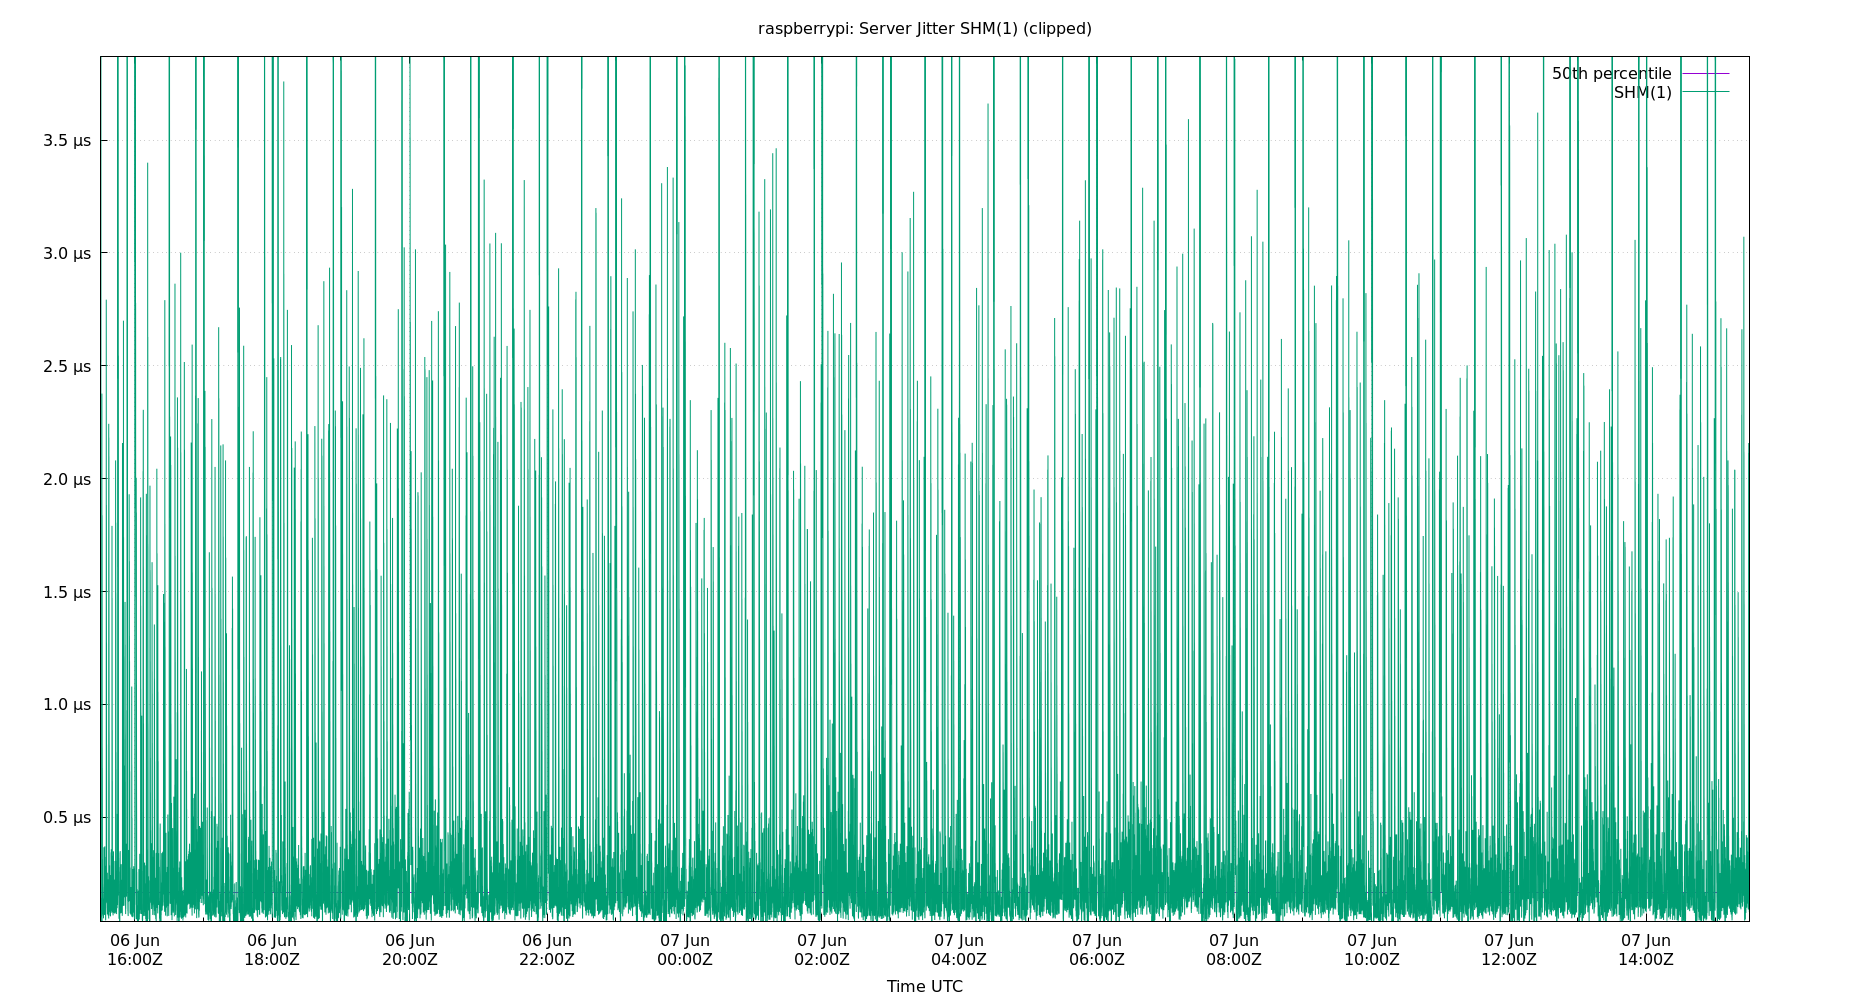 raspberrypi: Server Jitter SHM(1) (clipped)
50th percentile
SHM(1)
3.5 μs
3.0 μs
2.5 μs
2.0 μs
1.5 μs
1.0 μs
0.5 μs
06 Jun 06 Jun 06 Jun 06 Jun 07 Jun 07 Jun 07 Jun 07 Jun 07 Jun 07 Jun 07 Jun 07 Jun
16:00Z 18:00Z 20:00Z 22:00Z 00:00Z 02:00Z 04:00Z 06:00Z 08:00Z 10:00Z 12:00Z 14:00Z
Time UTC